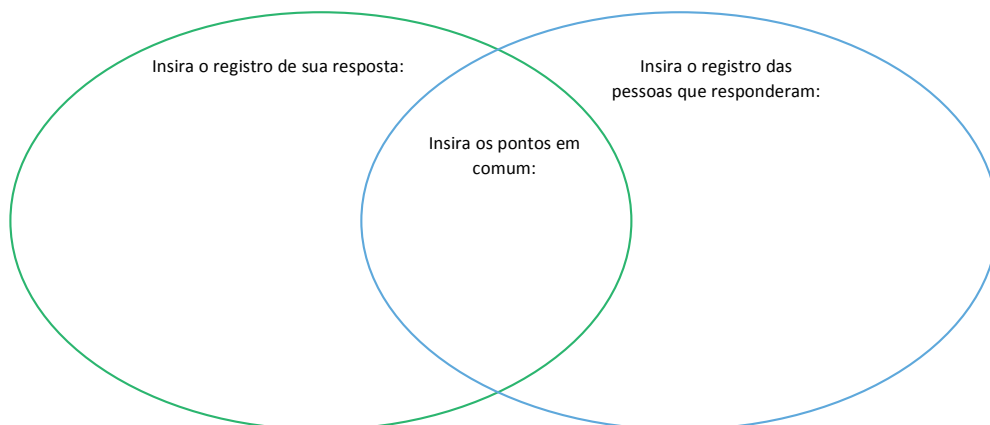 Insira o registro de sua resposta:
Insira o registro das
pessoas que responderam:
Insira os pontos em
comum: